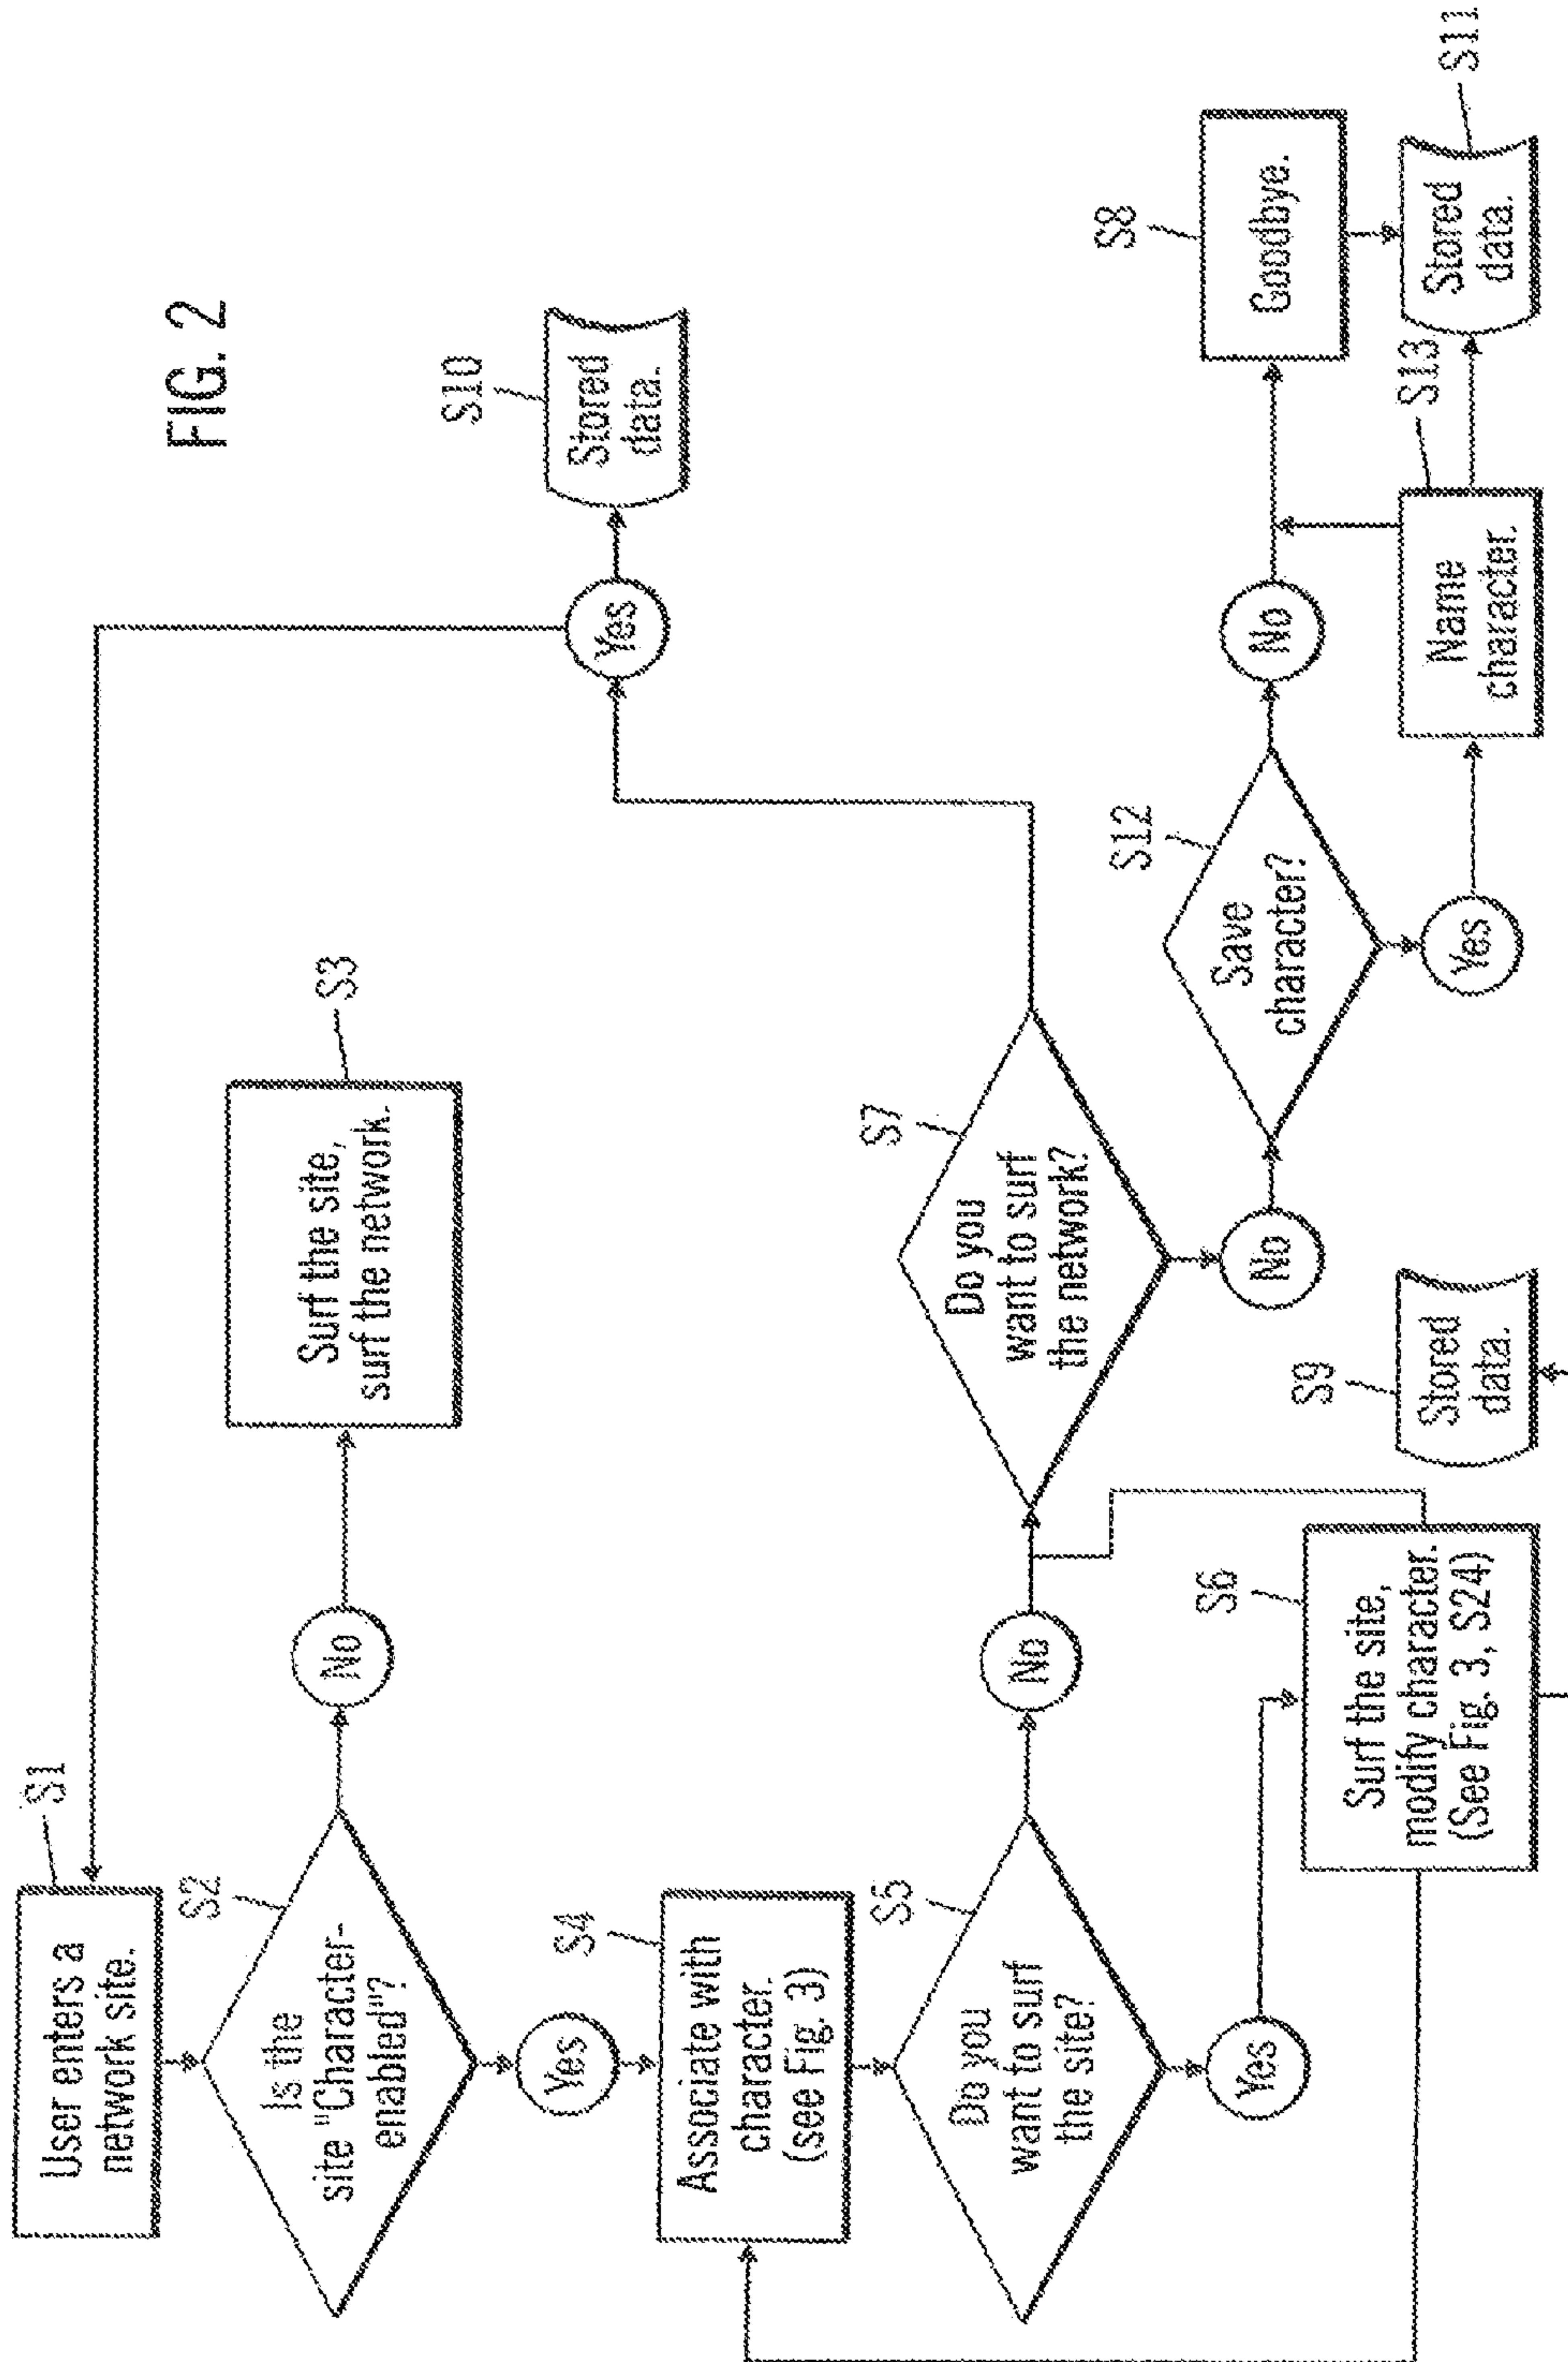 FIG. 2
S1
User enters a
network site.
S2
Is the
site "Character-
enabled"?
No
Surf the site,
surf the network.
S3
Yes
S4
Associate with
character.
(see Fig. 3)
S5
Do you
want to surf
the site?
No
Yes
S6
Surf the site,
modify character.
(See Fig. 3, S24)
S9
Stored
data.
S7
Do you
want to surf
the network?
Yes
S10
Stored
data.
No
S12
Save
character?
No
Yes
S13
Name
character.
S8
Goodbye.
S11
Stored
data.